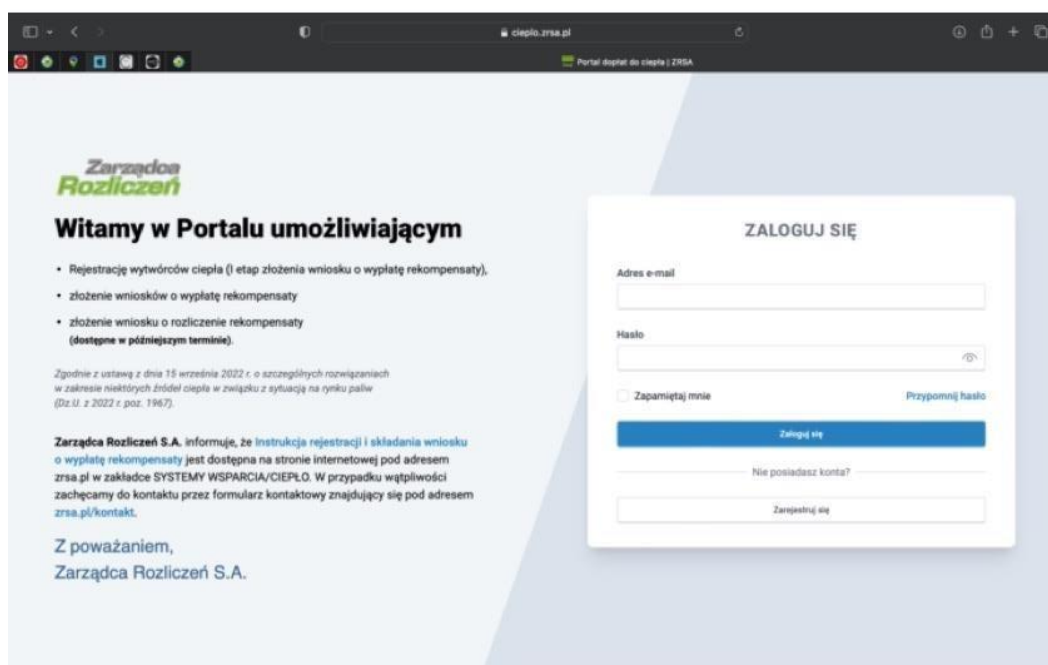 cieplo.zrsa.pl
Portal dopłat do ciepła | ZRSA
Zarządca
Rozliczeń
Witamy w Portalu umożliwiającym
• Rejestrację wytwórców ciepła (I etap złożenia wniosku o wypłatę rekompensaty),
• złożenie wniosków o wypłatę rekompensaty
• złożenie wniosku o rozliczenie rekompensaty
(dostępne w późniejszym terminie).
Zgodnie z ustawą z dnia 15 września 2022 r. o szczególnych rozwiązaniach
w zakresie niektórych źródeł ciepła w związku z sytuacją na rynku paliw
(Dz.U. z 2022 r. poz. 1967).
Zarządca Rozliczeń S.A. informuje, że Instrukcja rejestracji i składania wniosku
o wypłatę rekompensaty jest dostępna na stronie internetowej pod adresem
zrsa.pl w zakładce SYSTEMY WSPARCIA/CIEPŁO. W przypadku wątpliwości
zachęcamy do kontaktu przez formularz kontaktowy znajdujący się pod adresem
zrsa.pl/kontakt.
Z poważaniem,
Zarządca Rozliczeń S.A.
ZALOGUJ SIĘ
Adres e-mail
Hasło
Zapamiętaj mnie
Przypomnij hasło
Zaloguj się
Nie posiadasz konta?
Zarejestruj się